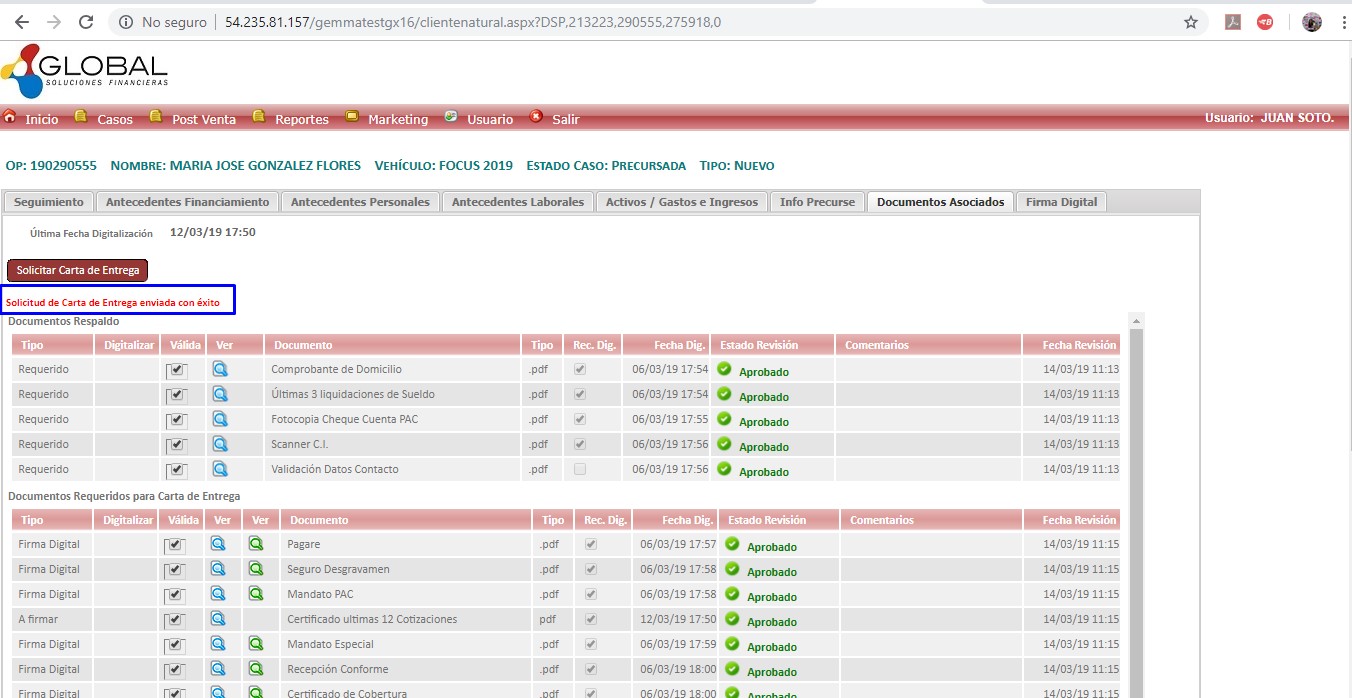 No seguro | 54.235.81.157/gemmatestgx16/clientenatural.aspx?DSP,213223,290555,275918,0
GLOBAL
SOLUCIONES FINANCIERAS
Inicio Casos Post Venta Reportes Marketing Usuario Salir Usuario: JUAN SOTO.
OP: 190290555 NOMBRE: MARIA JOSE GONZALEZ FLORES VEHÍCULO: FOCUS 2019 ESTADO CASO: PRECURSADA TIPO: NUEVO
Seguimiento Antecedentes Financiamiento Antecedentes Personales Antecedentes Laborales Activos / Gastos e Ingresos Info Precurse Documentos Asociados Firma Digital
Última Fecha Digitalización 12/03/19 17:50
Solicitar Carta de Entrega
Solicitud de Carta de Entrega enviada con éxito
Documentos Respaldo
Tipo Digitalizar Válida Ver Documento Tipo Rec. Dig. Fecha Dig. Estado Revisión Comentarios Fecha Revisión
Requerido Comprobante de Domicilio .pdf 06/03/19 17:54 Aprobado 14/03/19 11:13
Requerido Últimas 3 liquidaciones de Sueldo .pdf 06/03/19 17:54 Aprobado 14/03/19 11:13
Requerido Fotocopia Cheque Cuenta PAC .pdf 06/03/19 17:55 Aprobado 14/03/19 11:13
Requerido Scanner C.I. .pdf 06/03/19 17:56 Aprobado 14/03/19 11:13
Requerido Validación Datos Contacto .pdf 06/03/19 17:56 Aprobado 14/03/19 11:13
Documentos Requeridos para Carta de Entrega
Tipo Digitalizar Válida Ver Ver Documento Tipo Rec. Dig. Fecha Dig. Estado Revisión Comentarios Fecha Revisión
Firma Digital Pagare .pdf 06/03/19 17:57 Aprobado 14/03/19 11:15
Firma Digital Seguro Desgravamen .pdf 06/03/19 17:58 Aprobado 14/03/19 11:15
Firma Digital Mandato PAC .pdf 06/03/19 17:58 Aprobado 14/03/19 11:15
A firmar Certificado ultimas 12 Cotizaciones pdf 12/03/19 17:50 Aprobado 14/03/19 11:15
Firma Digital Mandato Especial .pdf 06/03/19 17:59 Aprobado 14/03/19 11:15
Firma Digital Recepción Conforme .pdf 06/03/19 18:00 Aprobado 14/03/19 11:15
Firma Digital Certificado de Cobertura .pdf 06/03/19 18:00 Aprobado 14/03/19 11:15